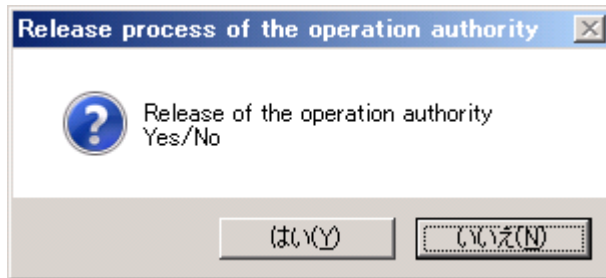 Release process of the operation authority
Release of the operation authority
Yes/No
はい(Y)
いいえ(N)